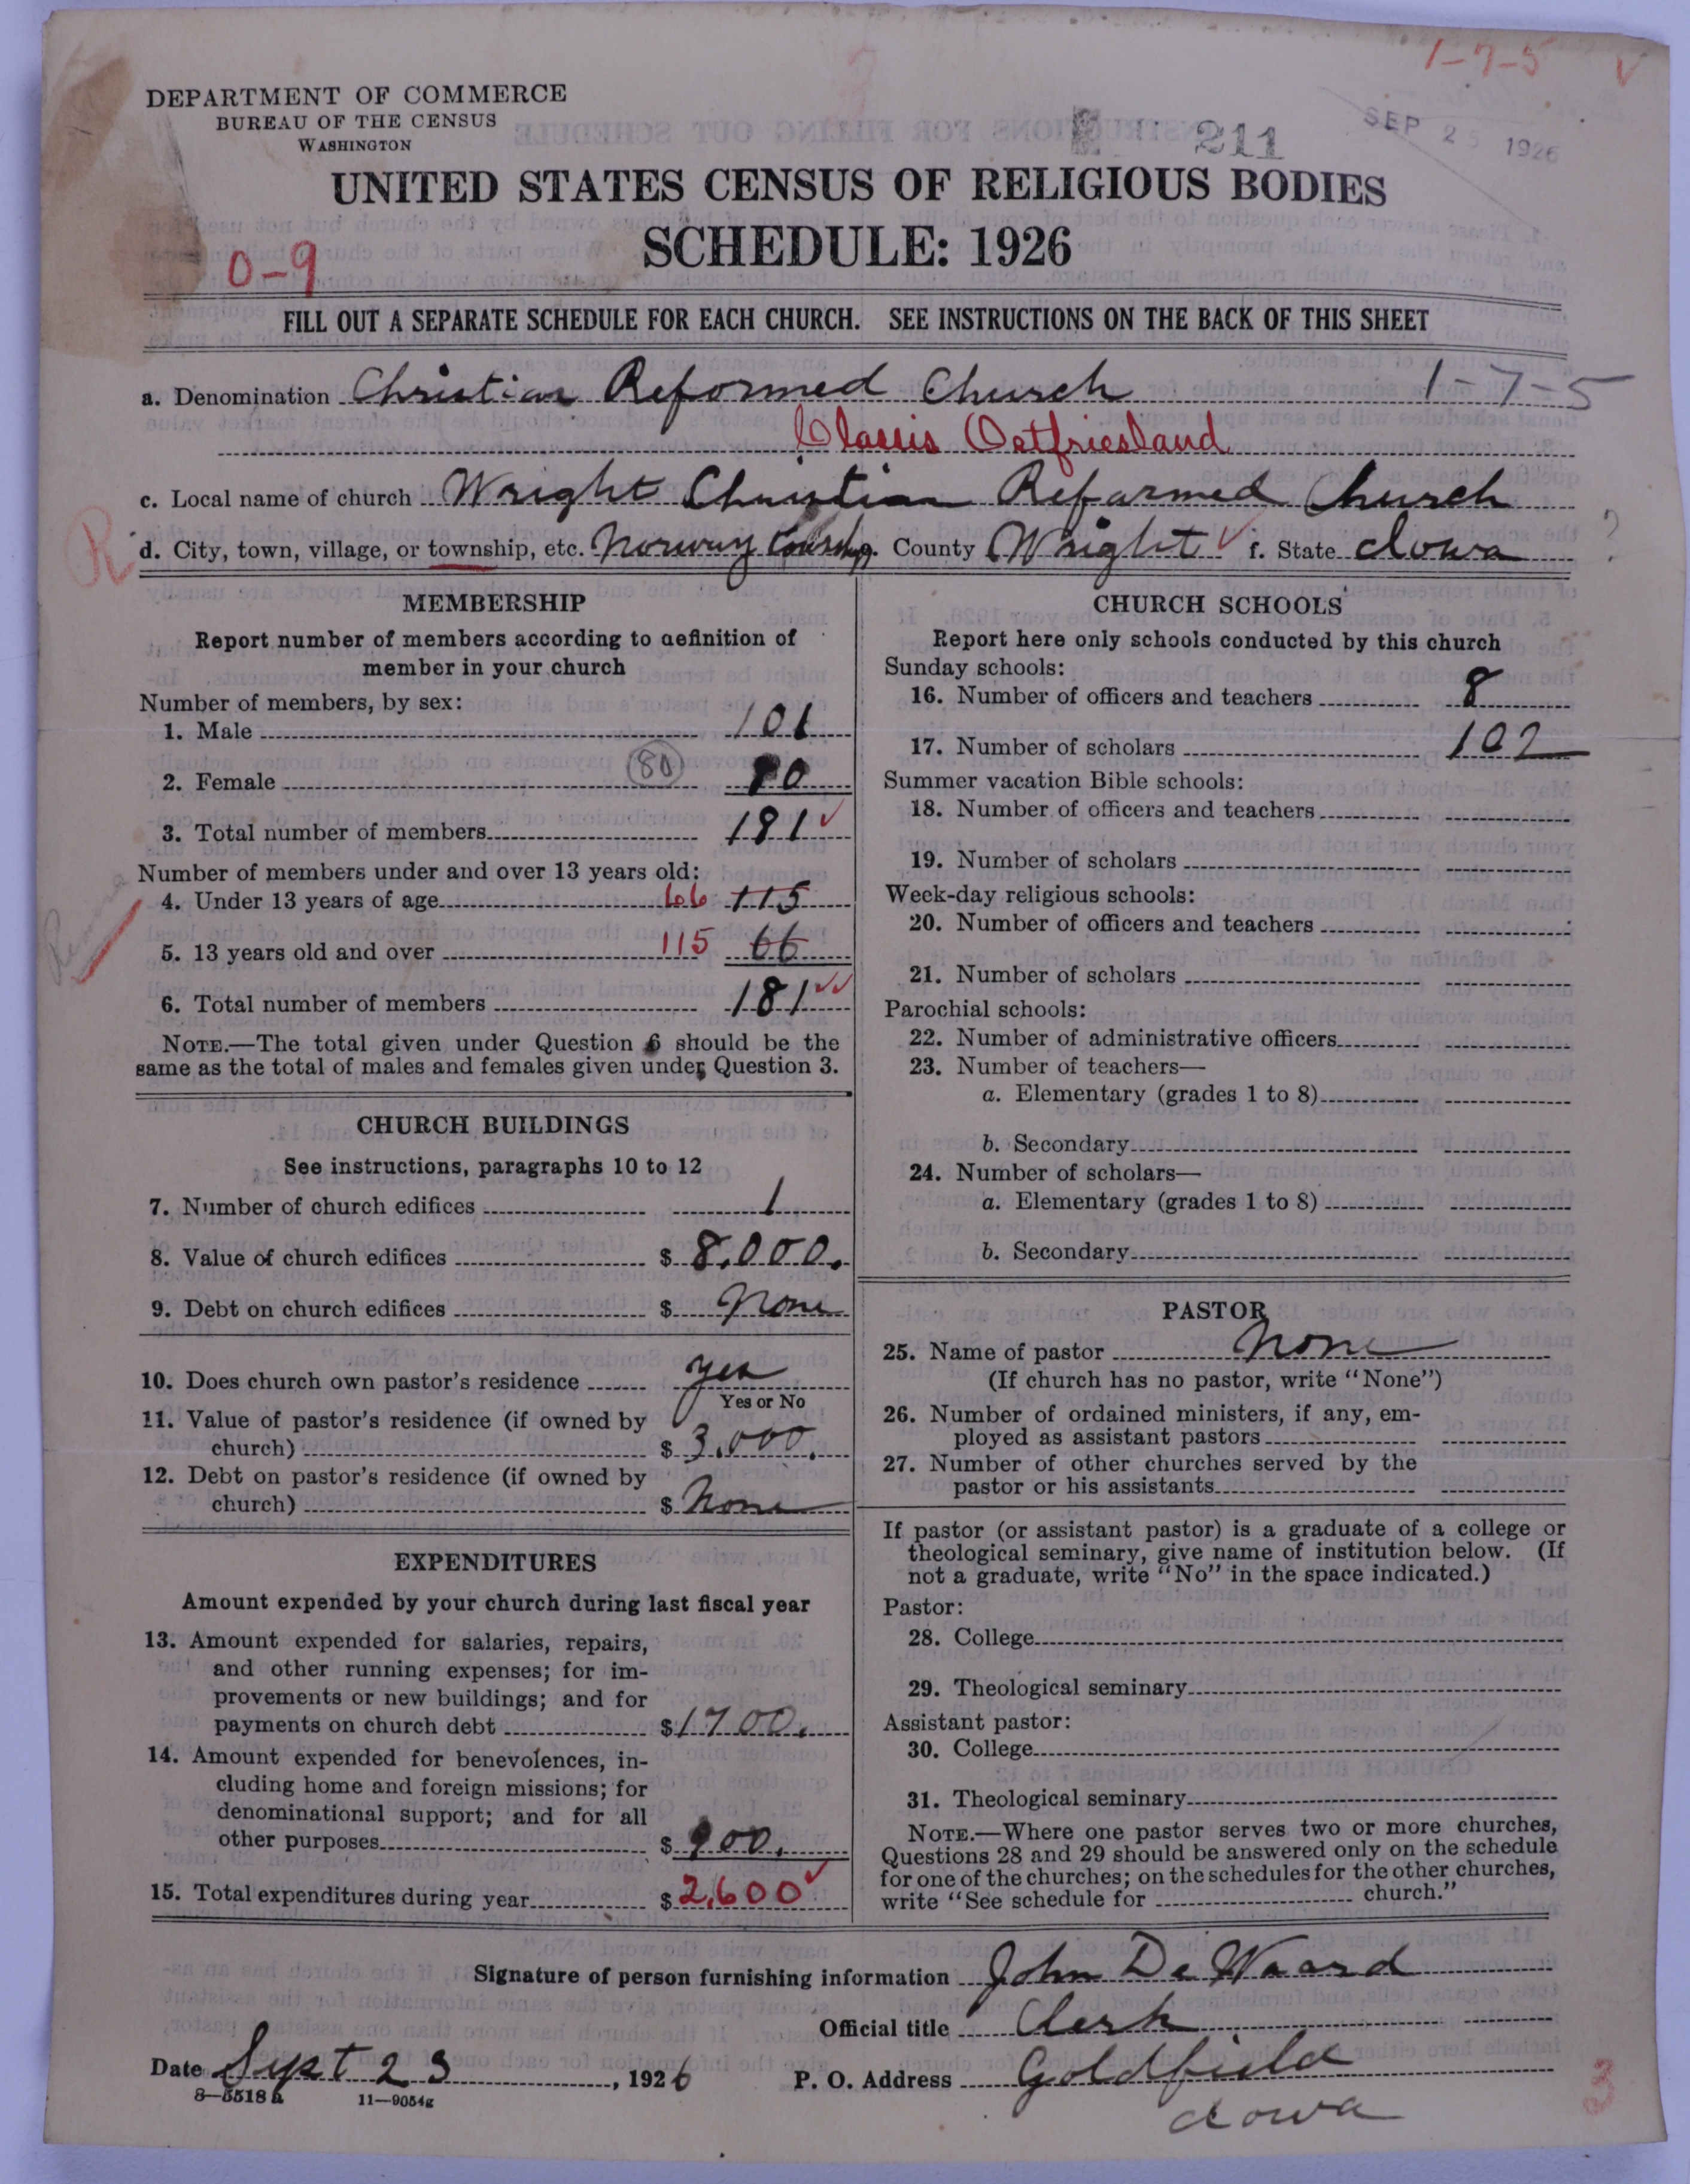 1-7-5
DEPARTMENT OF COMMERCE
BUREAU OF THE CENSUS
WASHINGTON
211
SEP 25 1926
UNITED STATES CENSUS OF RELIGIOUS BODIES
SCHEDULE: 1926
0-9
FILL OUT A SEPARATE SCHEDULE FOR EACH CHURCH. SEE INSTRUCTIONS ON THE BACK OF THIS SHEET
a. Denomination Christian Reformed Church 1-7-5
Classis Ostfriesland
c. Local name of church Wright Christian Reformed Church
R d. City, town, village, or township, etc. Norway Township. County Wright f. State Iowa ?
MEMBERSHIP
Report number of members according to definition of
member in your church
Number of members, by sex:
1. Male 101
2. Female (80) 80
3. Total number of members 181
Number of members under and over 13 years old:
4. Under 13 years of age 66 115
5. 13 years old and over 115 66
6. Total number of members 181
NOTE.—The total given under Question 6 should be the
same as the total of males and females given under Question 3.
CHURCH BUILDINGS
See instructions, paragraphs 10 to 12
7. Number of church edifices 1
8. Value of church edifices $ 8,000.
9. Debt on church edifices $ None
10. Does church own pastor's residence yes
Yes or No
11. Value of pastor's residence (if owned by
church) $ 3,000.
12. Debt on pastor's residence (if owned by
church) $ None
EXPENDITURES
Amount expended by your church during last fiscal year
13. Amount expended for salaries, repairs,
and other running expenses; for im-
provements or new buildings; and for
payments on church debt $ 1700.
14. Amount expended for benevolences, in-
cluding home and foreign missions; for
denominational support; and for all
other purposes $ 900.
15. Total expenditures during year $ 2,600
CHURCH SCHOOLS
Report here only schools conducted by this church
Sunday schools:
16. Number of officers and teachers 8
17. Number of scholars 102
Summer vacation Bible schools:
18. Number of officers and teachers
19. Number of scholars
Week-day religious schools:
20. Number of officers and teachers
21. Number of scholars
Parochial schools:
22. Number of administrative officers
23. Number of teachers—
a. Elementary (grades 1 to 8)
b. Secondary
24. Number of scholars—
a. Elementary (grades 1 to 8)
b. Secondary
PASTOR
25. Name of pastor None
(If church has no pastor, write "None")
26. Number of ordained ministers, if any, em-
ployed as assistant pastors
27. Number of other churches served by the
pastor or his assistants
If pastor (or assistant pastor) is a graduate of a college or
theological seminary, give name of institution below. (If
not a graduate, write "No" in the space indicated.)
Pastor:
28. College
29. Theological seminary
Assistant pastor:
30. College
31. Theological seminary
NOTE.—Where one pastor serves two or more churches,
Questions 28 and 29 should be answered only on the schedule
for one of the churches; on the schedules for the other churches,
write "See schedule for church."
Signature of person furnishing information John De Waard
Official title Clerk
Date Sypt 23, 1926 P. O. Address Goldfield
Iowa
8—5518a 11—9054g
3